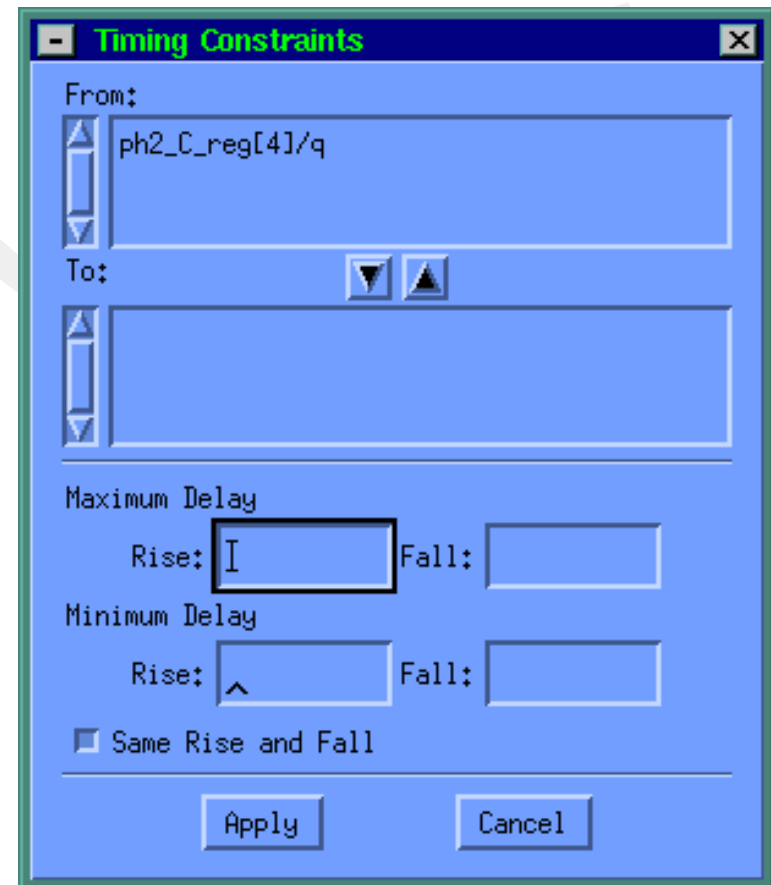 Timing Constraints
From:
ph2_C_reg[4]/q
To:
Maximum Delay
Rise: Fall:
Minimum Delay
Rise: Fall:
Same Rise and Fall
Apply Cancel